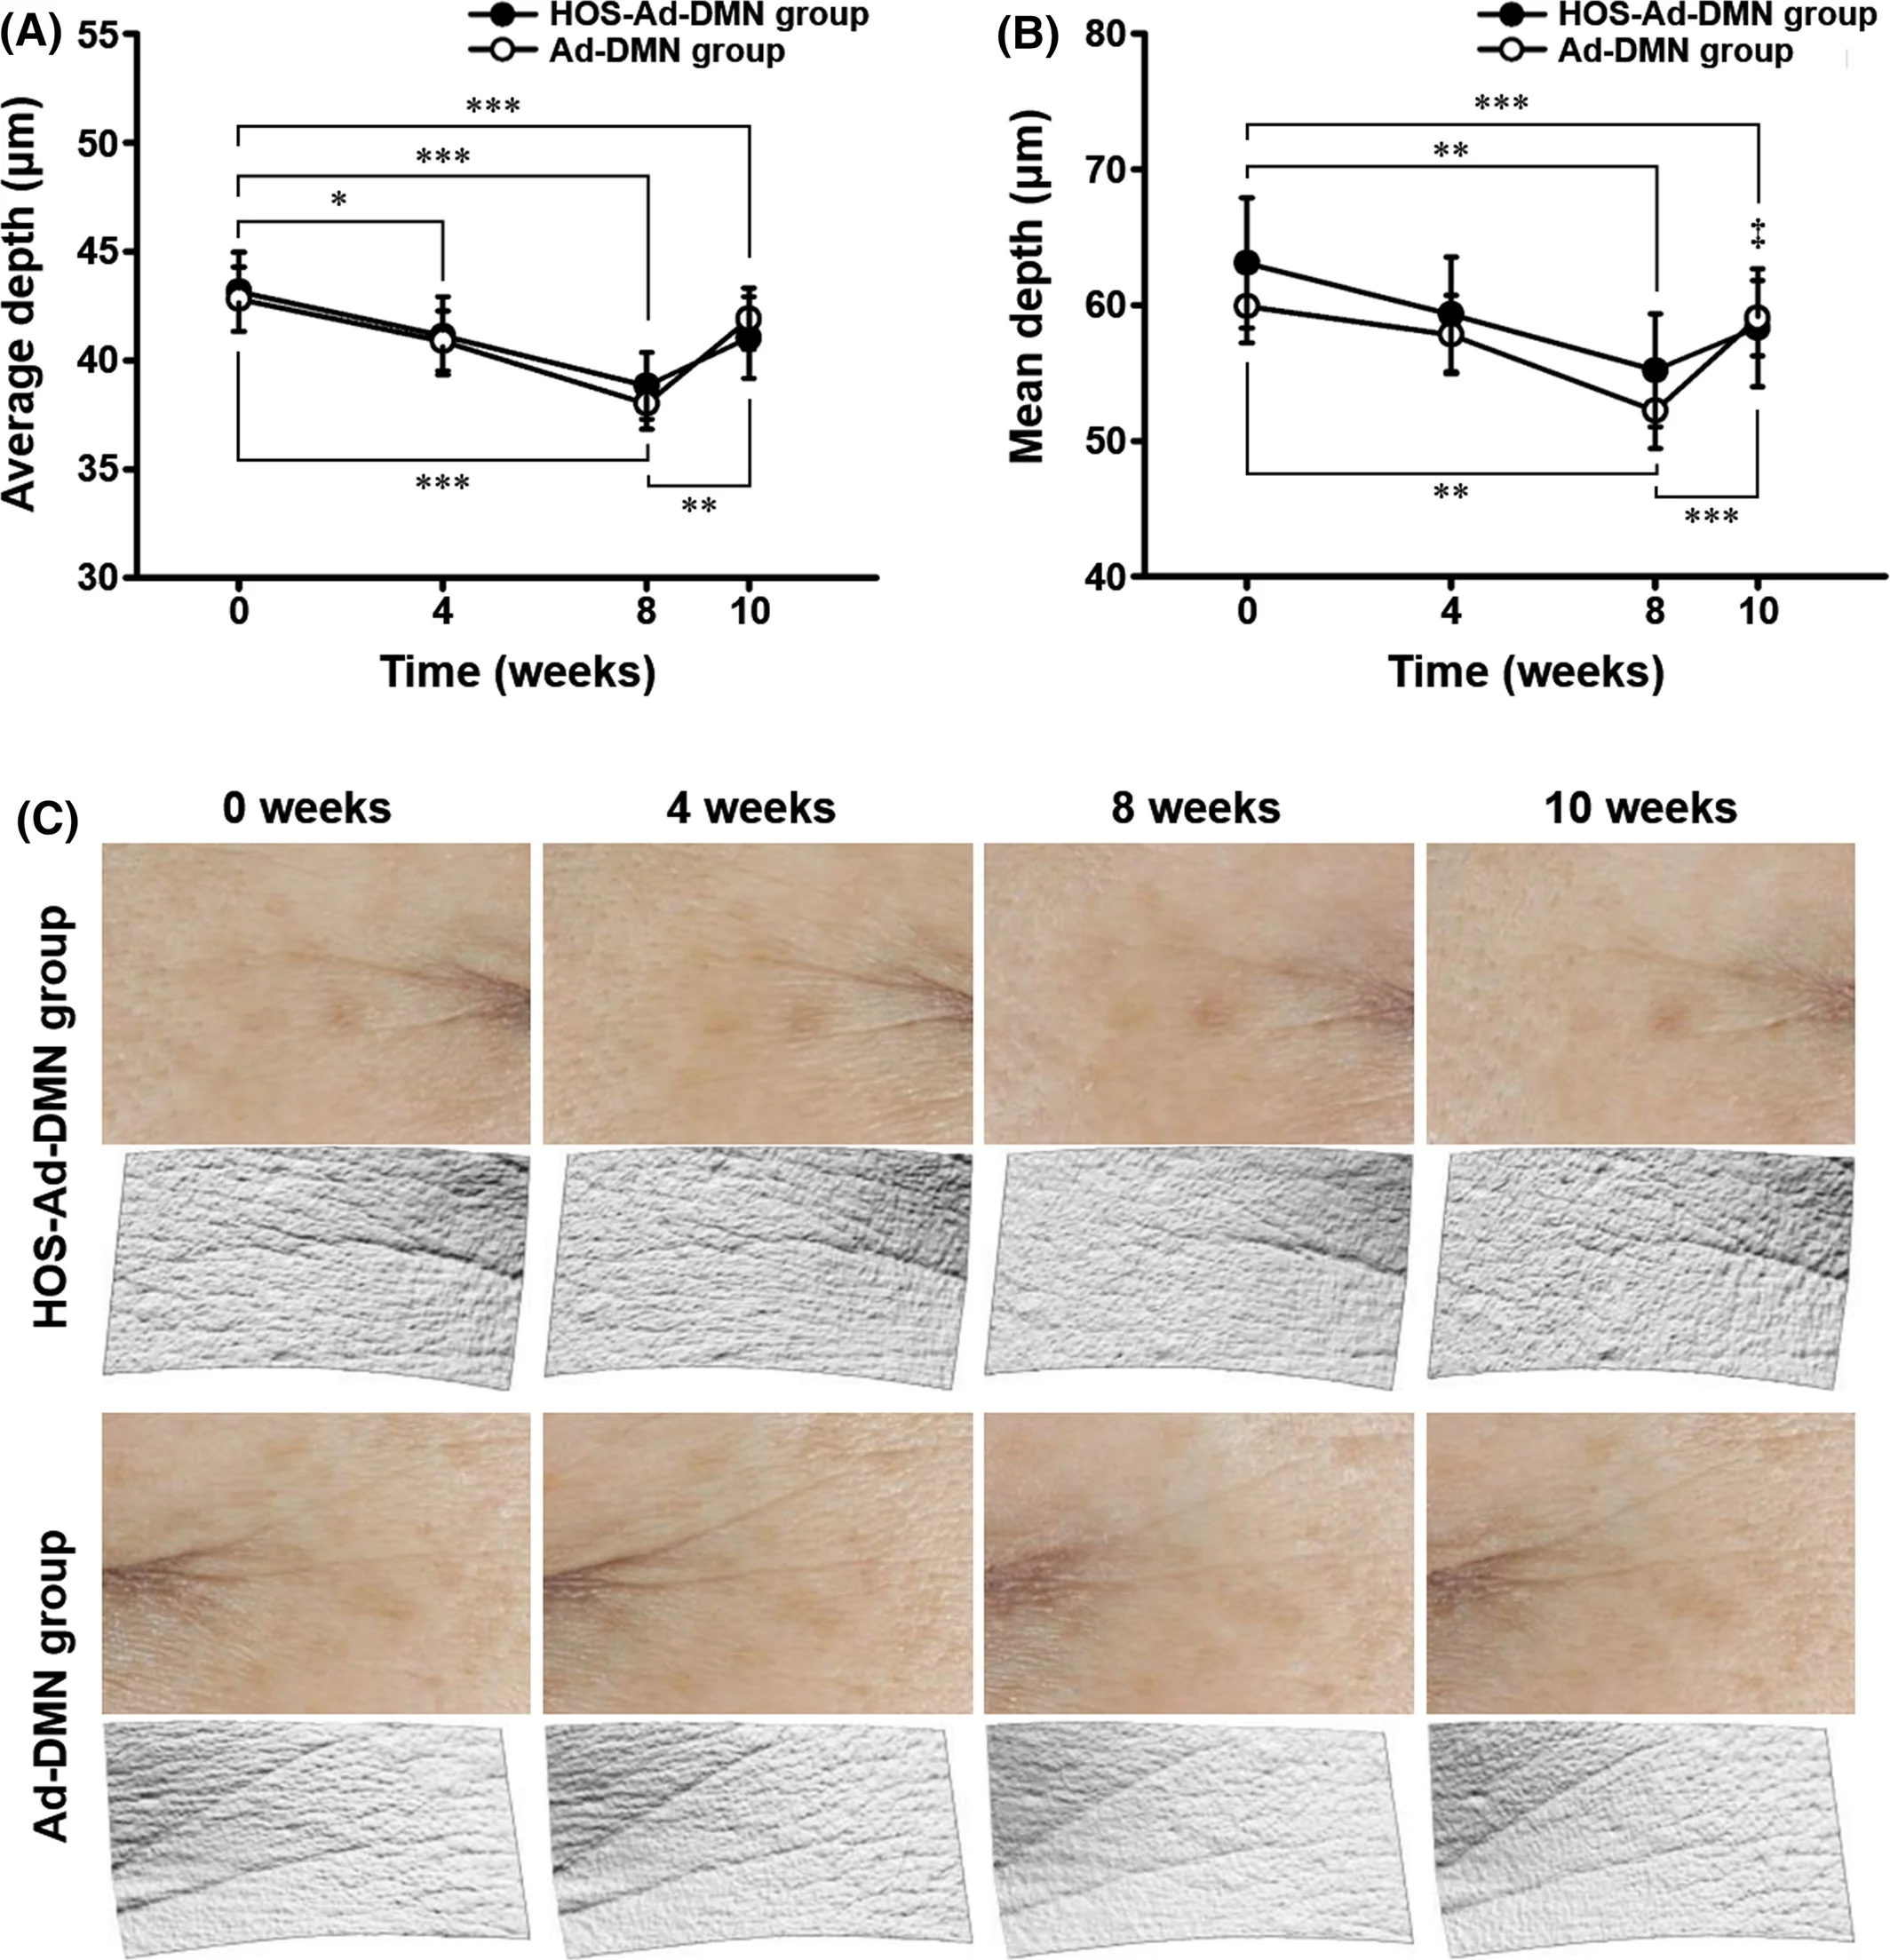 (A)
HOS-Ad-DMN group
Ad-DMN group
55
50
45
40
35
30
Average depth (µm)
***
***
*
***
**
0 4 8 10
Time (weeks)
(B)
HOS-Ad-DMN group
Ad-DMN group
80
70
60
50
40
Mean depth (µm)
***
**
‡
**
***
0 4 8 10
Time (weeks)
(C)
0 weeks 4 weeks 8 weeks 10 weeks
HOS-Ad-DMN group
Ad-DMN group